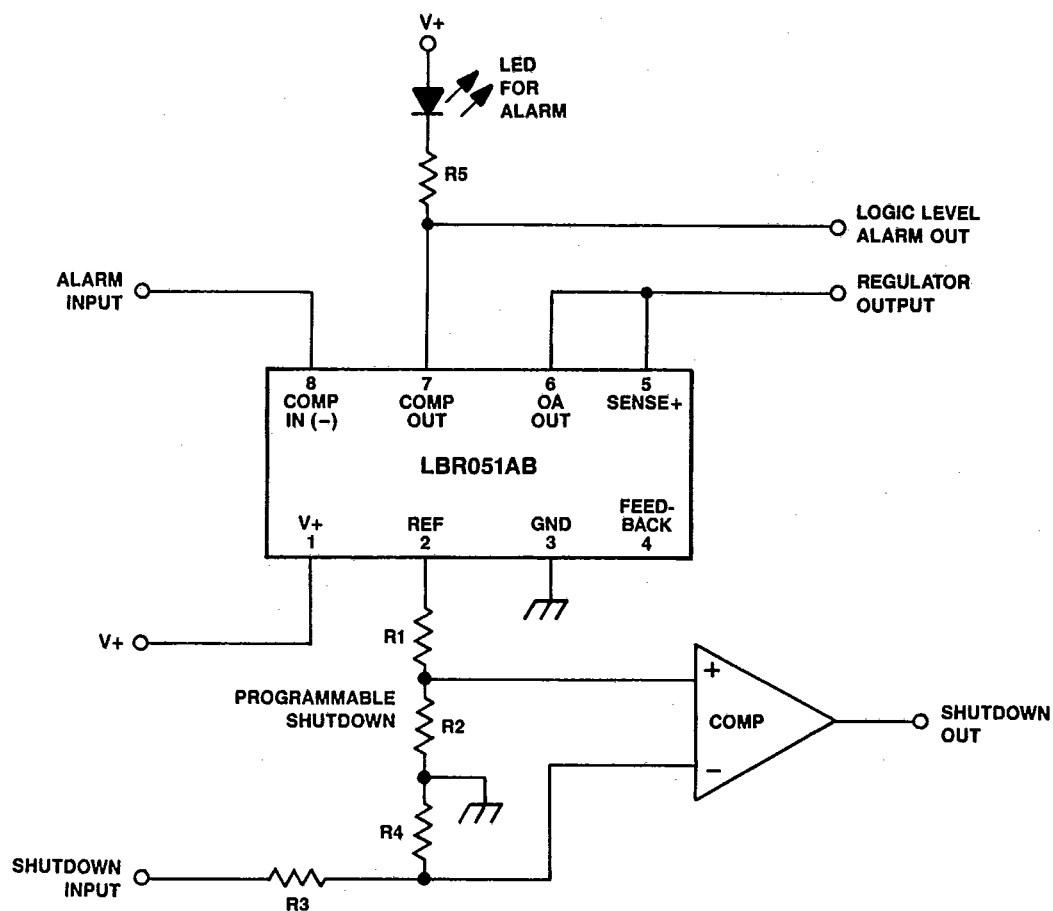 V+
LED
FOR
ALARM
R5
LOGIC LEVEL
ALARM OUT
ALARM
INPUT
REGULATOR
OUTPUT
8
COMP
IN (−)
7
COMP
OUT
6
OA
OUT
5
SENSE+
LBR051AB
V+
1
REF
2
GND
3
FEED-
BACK
4
V+
R1
PROGRAMMABLE
SHUTDOWN
R2
+
COMP
−
SHUTDOWN
OUT
R4
SHUTDOWN
INPUT
R3